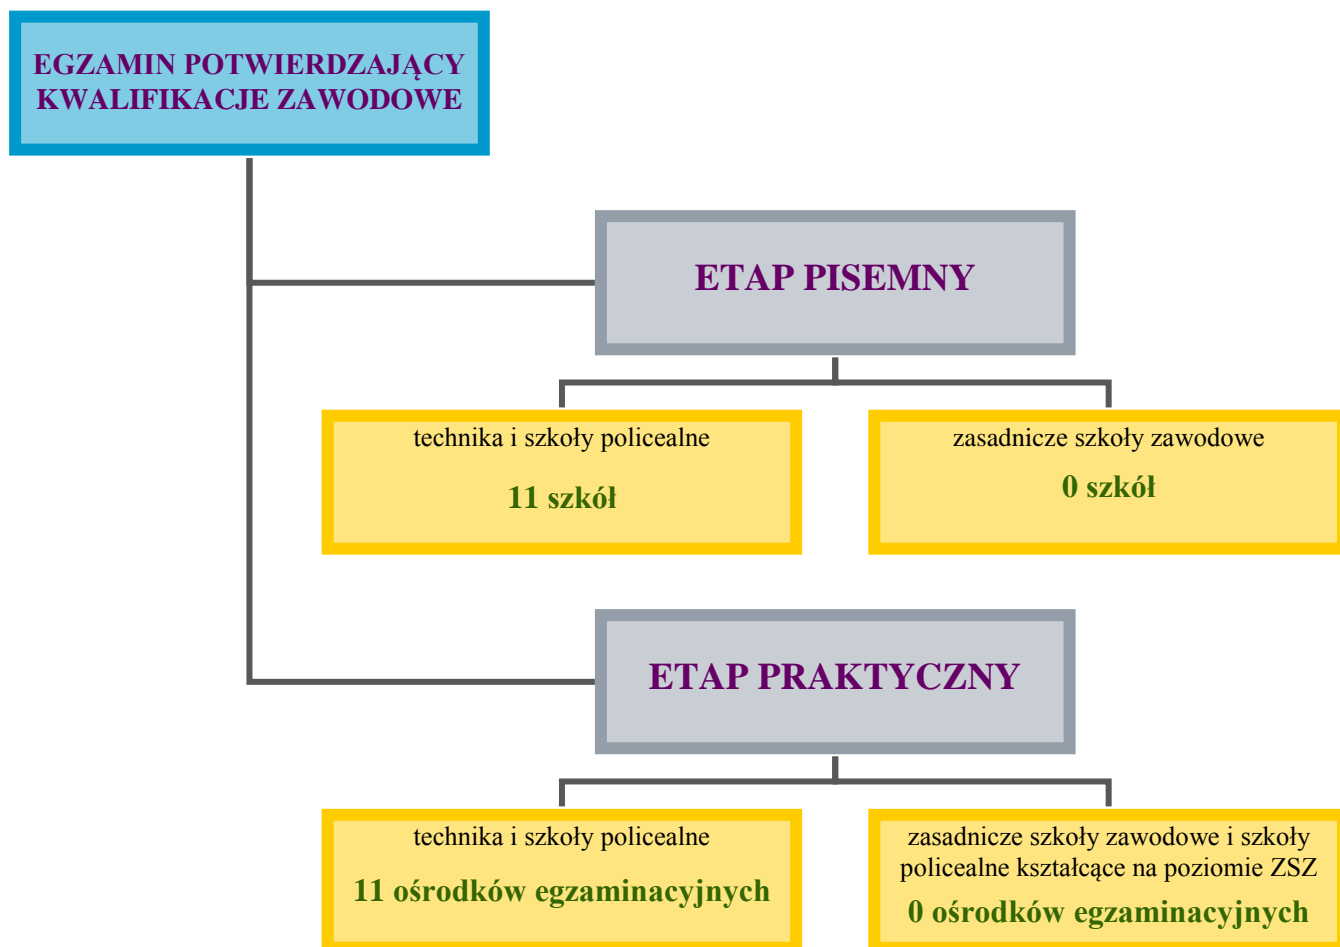 EGZAMIN POTWIERDZAJĄCY
KWALIFIKACJE ZAWODOWE
ETAP PISEMNY
technika i szkoły policealne
11 szkół
zasadnicze szkoły zawodowe
0 szkół
ETAP PRAKTYCZNY
technika i szkoły policealne
11 ośrodków egzaminacyjnych
zasadnicze szkoły zawodowe i szkoły
policealne kształcące na poziomie ZSZ
0 ośrodków egzaminacyjnych